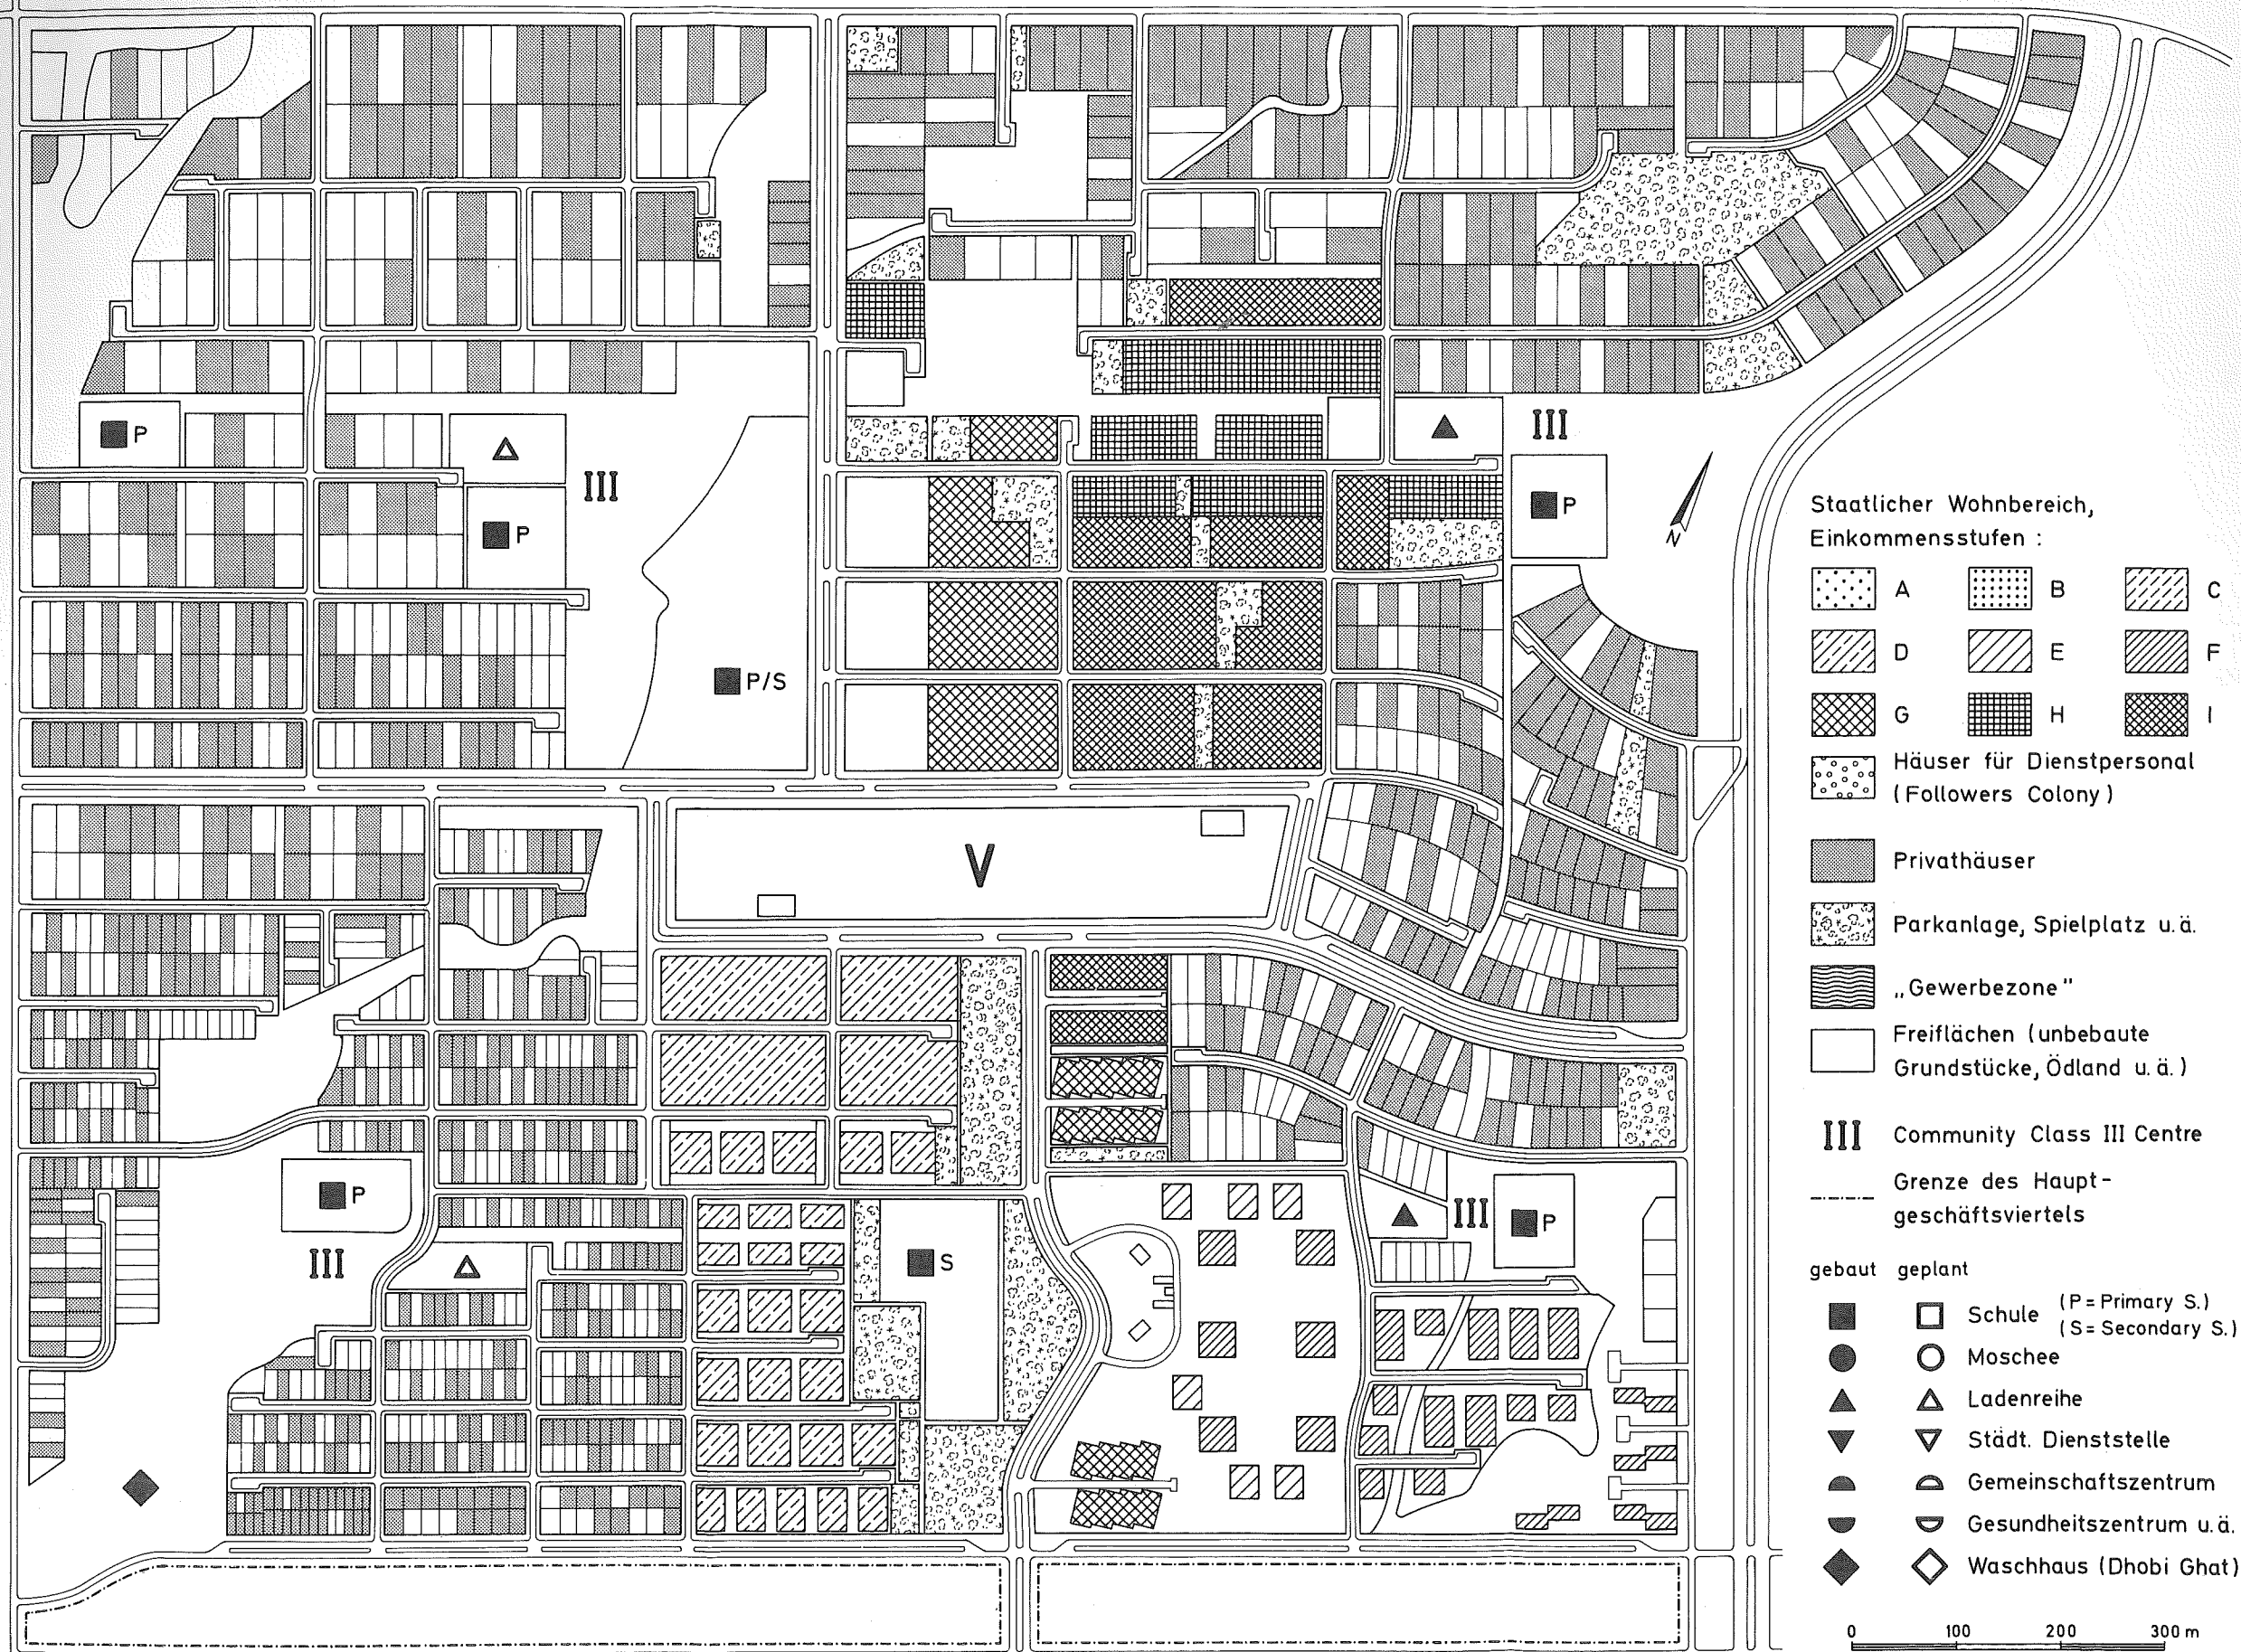 III
III
P
P
P
P/S
N
V
P
S
III
P
III
P
Staatlicher Wohnbereich,
Einkommensstufen :
A B C
D E F
G H I
Häuser für Dienstpersonal
(Followers Colony)
Privathäuser
Parkanlage, Spielplatz u.ä.
„Gewerbezone"
Freiflächen (unbebaute
Grundstücke, Ödland u.ä.)
III Community Class III Centre
Grenze des Haupt-
geschäftsviertels
gebaut geplant
Schule (P = Primary S.)
(S = Secondary S.)
Moschee
Ladenreihe
Städt. Dienststelle
Gemeinschaftszentrum
Gesundheitszentrum u.ä.
Waschhaus (Dhobi Ghat)
0 100 200 300 m